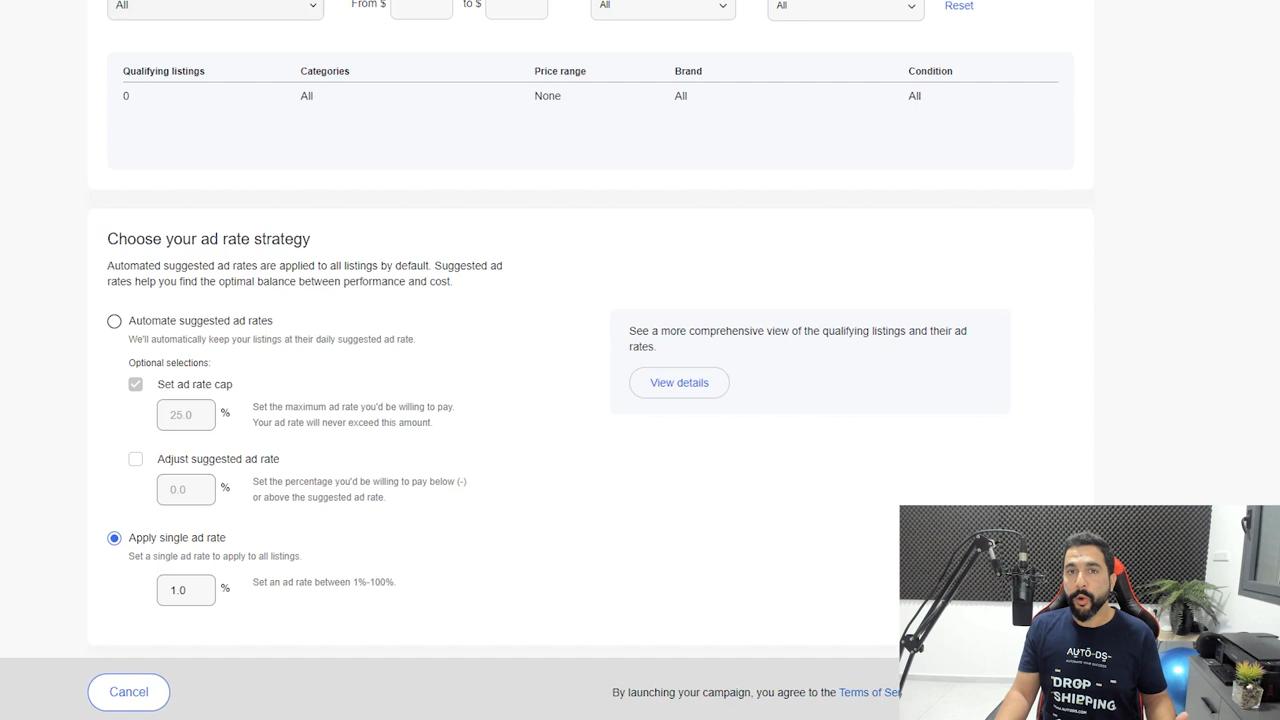 All From $ to $ All All Reset
Qualifying listings Categories Price range Brand Condition
0 All None All All
Choose your ad rate strategy
Automated suggested ad rates are applied to all listings by default. Suggested ad
rates help you find the optimal balance between performance and cost.
Automate suggested ad rates
We'll automatically keep your listings at their daily suggested ad rate.
Optional selections:
Set ad rate cap
25.0 %
Set the maximum ad rate you'd be willing to pay.
Your ad rate will never exceed this amount.
Adjust suggested ad rate
0.0 %
Set the percentage you'd be willing to pay below (-)
or above the suggested ad rate.
Apply single ad rate
Set a single ad rate to apply to all listings.
1.0 % Set an ad rate between 1%-100%.
See a more comprehensive view of the qualifying listings and their ad
rates.
View details
Cancel
By launching your campaign, you agree to the Terms of Ser
AUTO-DS-
AUTOMATE YOUR SUCCESS
DROP
SHIPPING